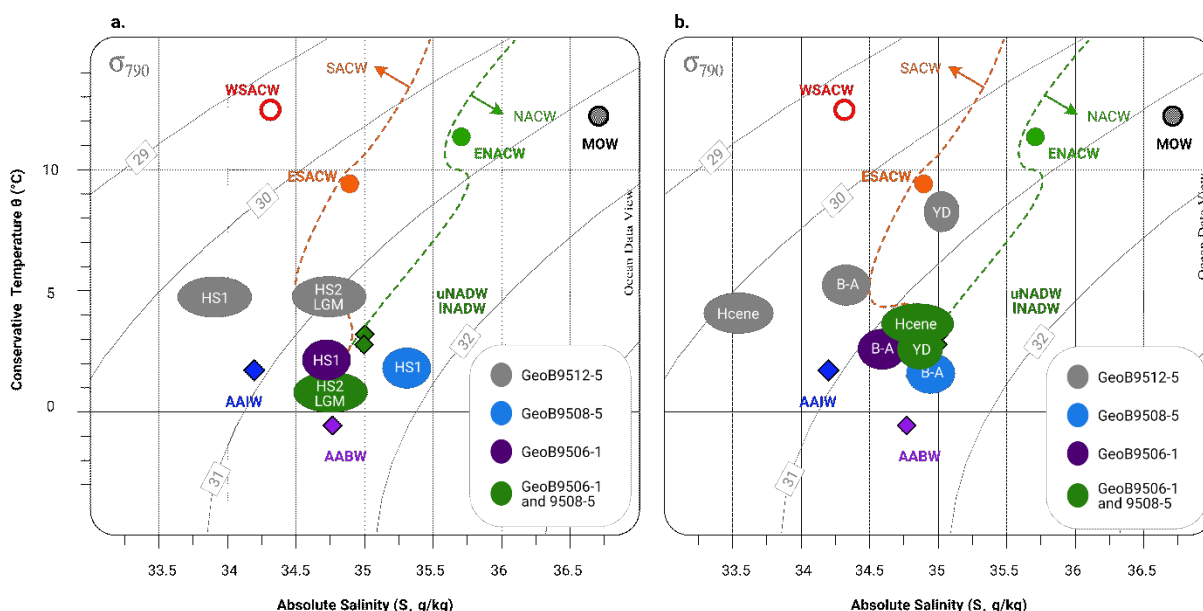 a.
σ790
SACW
WSACW
NACW
MOW
ENACW
ESACW
29
30
31
32
10
5
0
Conservative Temperature θ (°C)
HS1
HS2
LGM
uNADW
lNADW
HS1
HS1
HS2
LGM
AAIW
AABW
Ocean Data View
GeoB9512-5
GeoB9508-5
GeoB9506-1
GeoB9506-1
and 9508-5
33.5 34 34.5 35 35.5 36 36.5
Absolute Salinity (S, g/kg)
b.
σ790
SACW
WSACW
NACW
MOW
ENACW
ESACW
29
30
31
32
YD
B-A
Hcene
uNADW
lNADW
Hcene
B-A
YD
B-A
AAIW
AABW
Ocean Data View
GeoB9512-5
GeoB9508-5
GeoB9506-1
GeoB9506-1
and 9508-5
33.5 34 34.5 35 35.5 36 36.5
Absolute Salinity (S, g/kg)